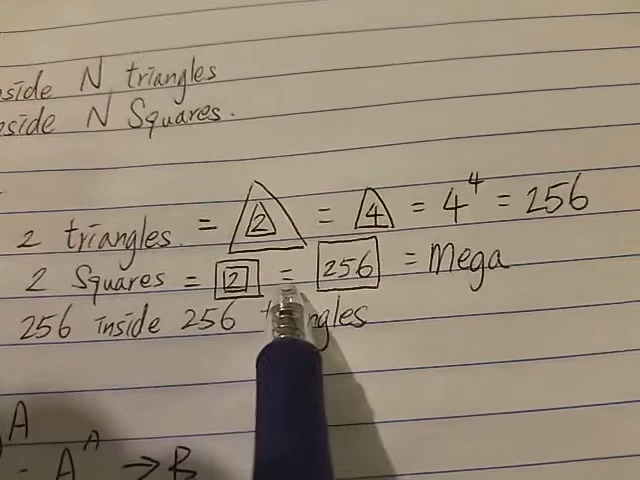 side N triangles
side N Squares.
2 triangles = 2 = 4 = 4⁴ = 256
2 Squares = 2 = 256 = Mega
256 inside 256 ngles
A
- A^A → B